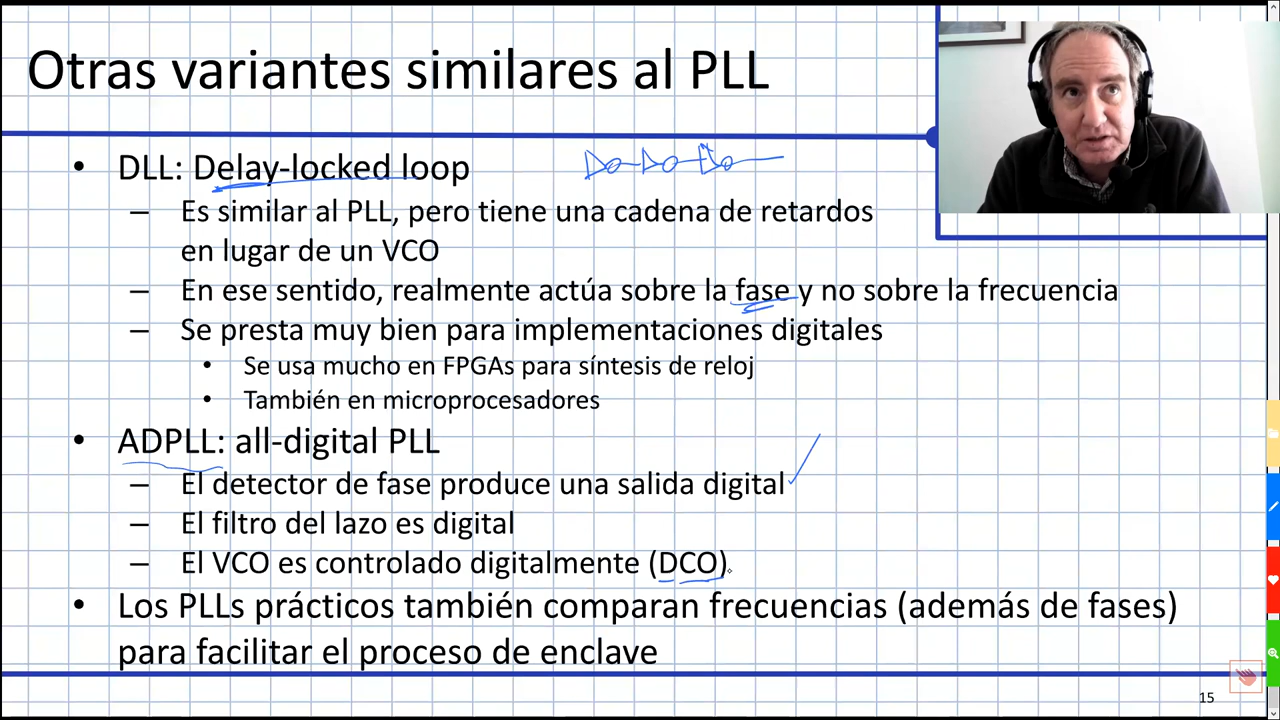 Otras variantes similares al PLL
• DLL: Delay-locked loop
– Es similar al PLL, pero tiene una cadena de retardos
en lugar de un VCO
– En ese sentido, realmente actúa sobre la fase y no sobre la frecuencia
– Se presta muy bien para implementaciones digitales
• Se usa mucho en FPGAs para síntesis de reloj
• También en microprocesadores
• ADPLL: all-digital PLL
– El detector de fase produce una salida digital
– El filtro del lazo es digital
– El VCO es controlado digitalmente (DCO)
• Los PLLs prácticos también comparan frecuencias (además de fases)
para facilitar el proceso de enclave
15